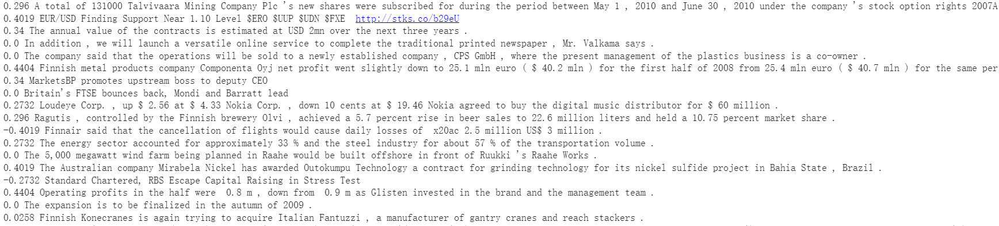 0.296 A total of 131000 Talvivaara Mining Company Plc 's new shares were subscribed for during the period between May 1 , 2010 and June 30 , 2010 under the company 's stock option rights 2007A
0.4019 EUR/USD Finding Support Near 1.10 Level $ERO $UUP $UDN $FXE  http://stks.co/b29eU
0.34 The annual value of the contracts is estimated at USD 2mn over the next three years .
0.0 In addition , we will launch a versatile online service to complete the traditional printed newspaper , Mr. Valkama says .
0.0 The company said that the operations will be sold to a newly established company , CPS GmbH , where the present management of the plastics business is a co-owner .
0.4404 Finnish metal products company Componenta Oyj net profit went slightly down to 25.1 mln euro ( $ 40.2 mln ) for the first half of 2008 from 25.4 mln euro ( $ 40.7 mln ) for the same per
0.34 MarketsBP promotes upstream boss to deputy CEO
0.0 Britain's FTSE bounces back, Mondi and Barratt lead
0.2732 Loudeye Corp. , up $ 2.56 at $ 4.33 Nokia Corp. , down 10 cents at $ 19.46 Nokia agreed to buy the digital music distributor for $ 60 million .
0.296 Ragutis , controlled by the Finnish brewery Olvi , achieved a 5.7 percent rise in beer sales to 22.6 million liters and held a 10.75 percent market share .
-0.4019 Finnair said that the cancellation of flights would cause daily losses of  x20ac 2.5 million US$ 3 million .
0.2732 The energy sector accounted for approximately 33 % and the steel industry for about 57 % of the transportation volume .
0.0 The 5,000 megawatt wind farm being planned in Raahe would be built offshore in front of Ruukki 's Raahe Works .
0.4019 The Australian company Mirabela Nickel has awarded Outokumpu Technology a contract for grinding technology for its nickel sulfide project in Bahia State , Brazil .
-0.2732 Standard Chartered, RBS Escape Capital Raising in Stress Test
0.4404 Operating profits in the half were  0.8 m , down from  0.9 m as Glisten invested in the brand and the management team .
0.0 The expansion is to be finalized in the autumn of 2009 .
0.0258 Finnish Konecranes is again trying to acquire Italian Fantuzzi , a manufacturer of gantry cranes and reach stackers .